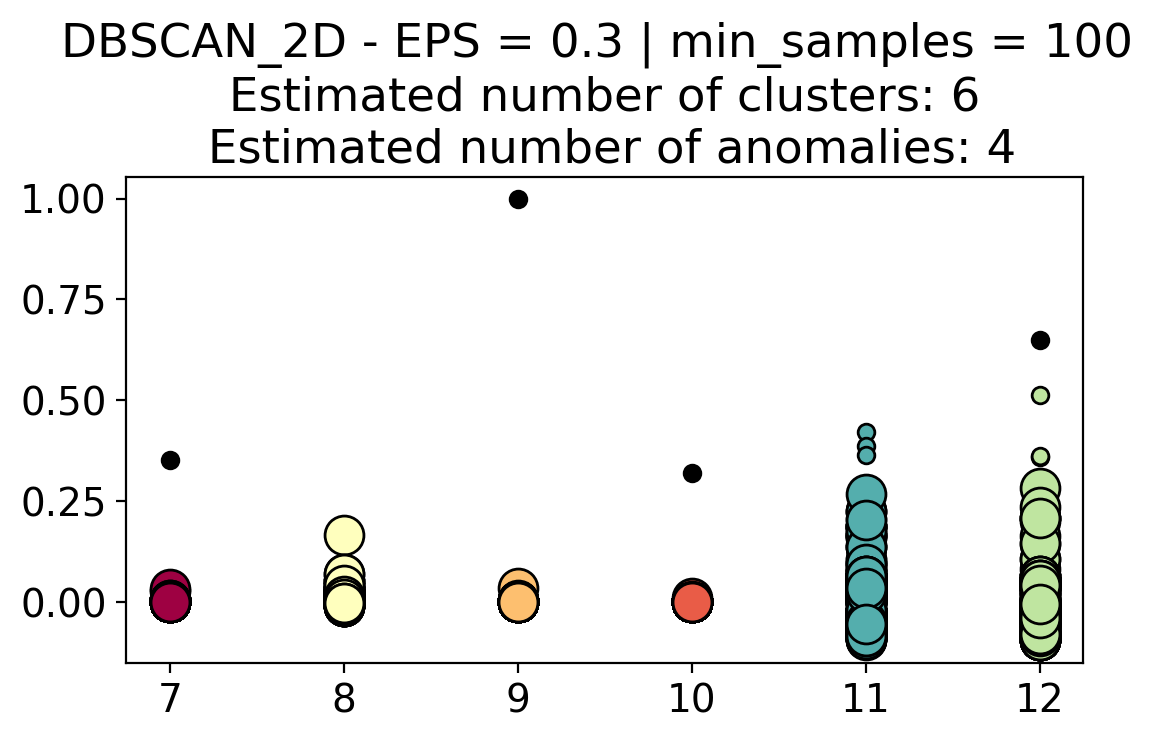 DBSCAN_2D - EPS = 0.3 | min_samples = 100
Estimated number of clusters: 6
Estimated number of anomalies: 4
1.00
0.75
0.50
0.25
0.00
7 8 9 10 11 12